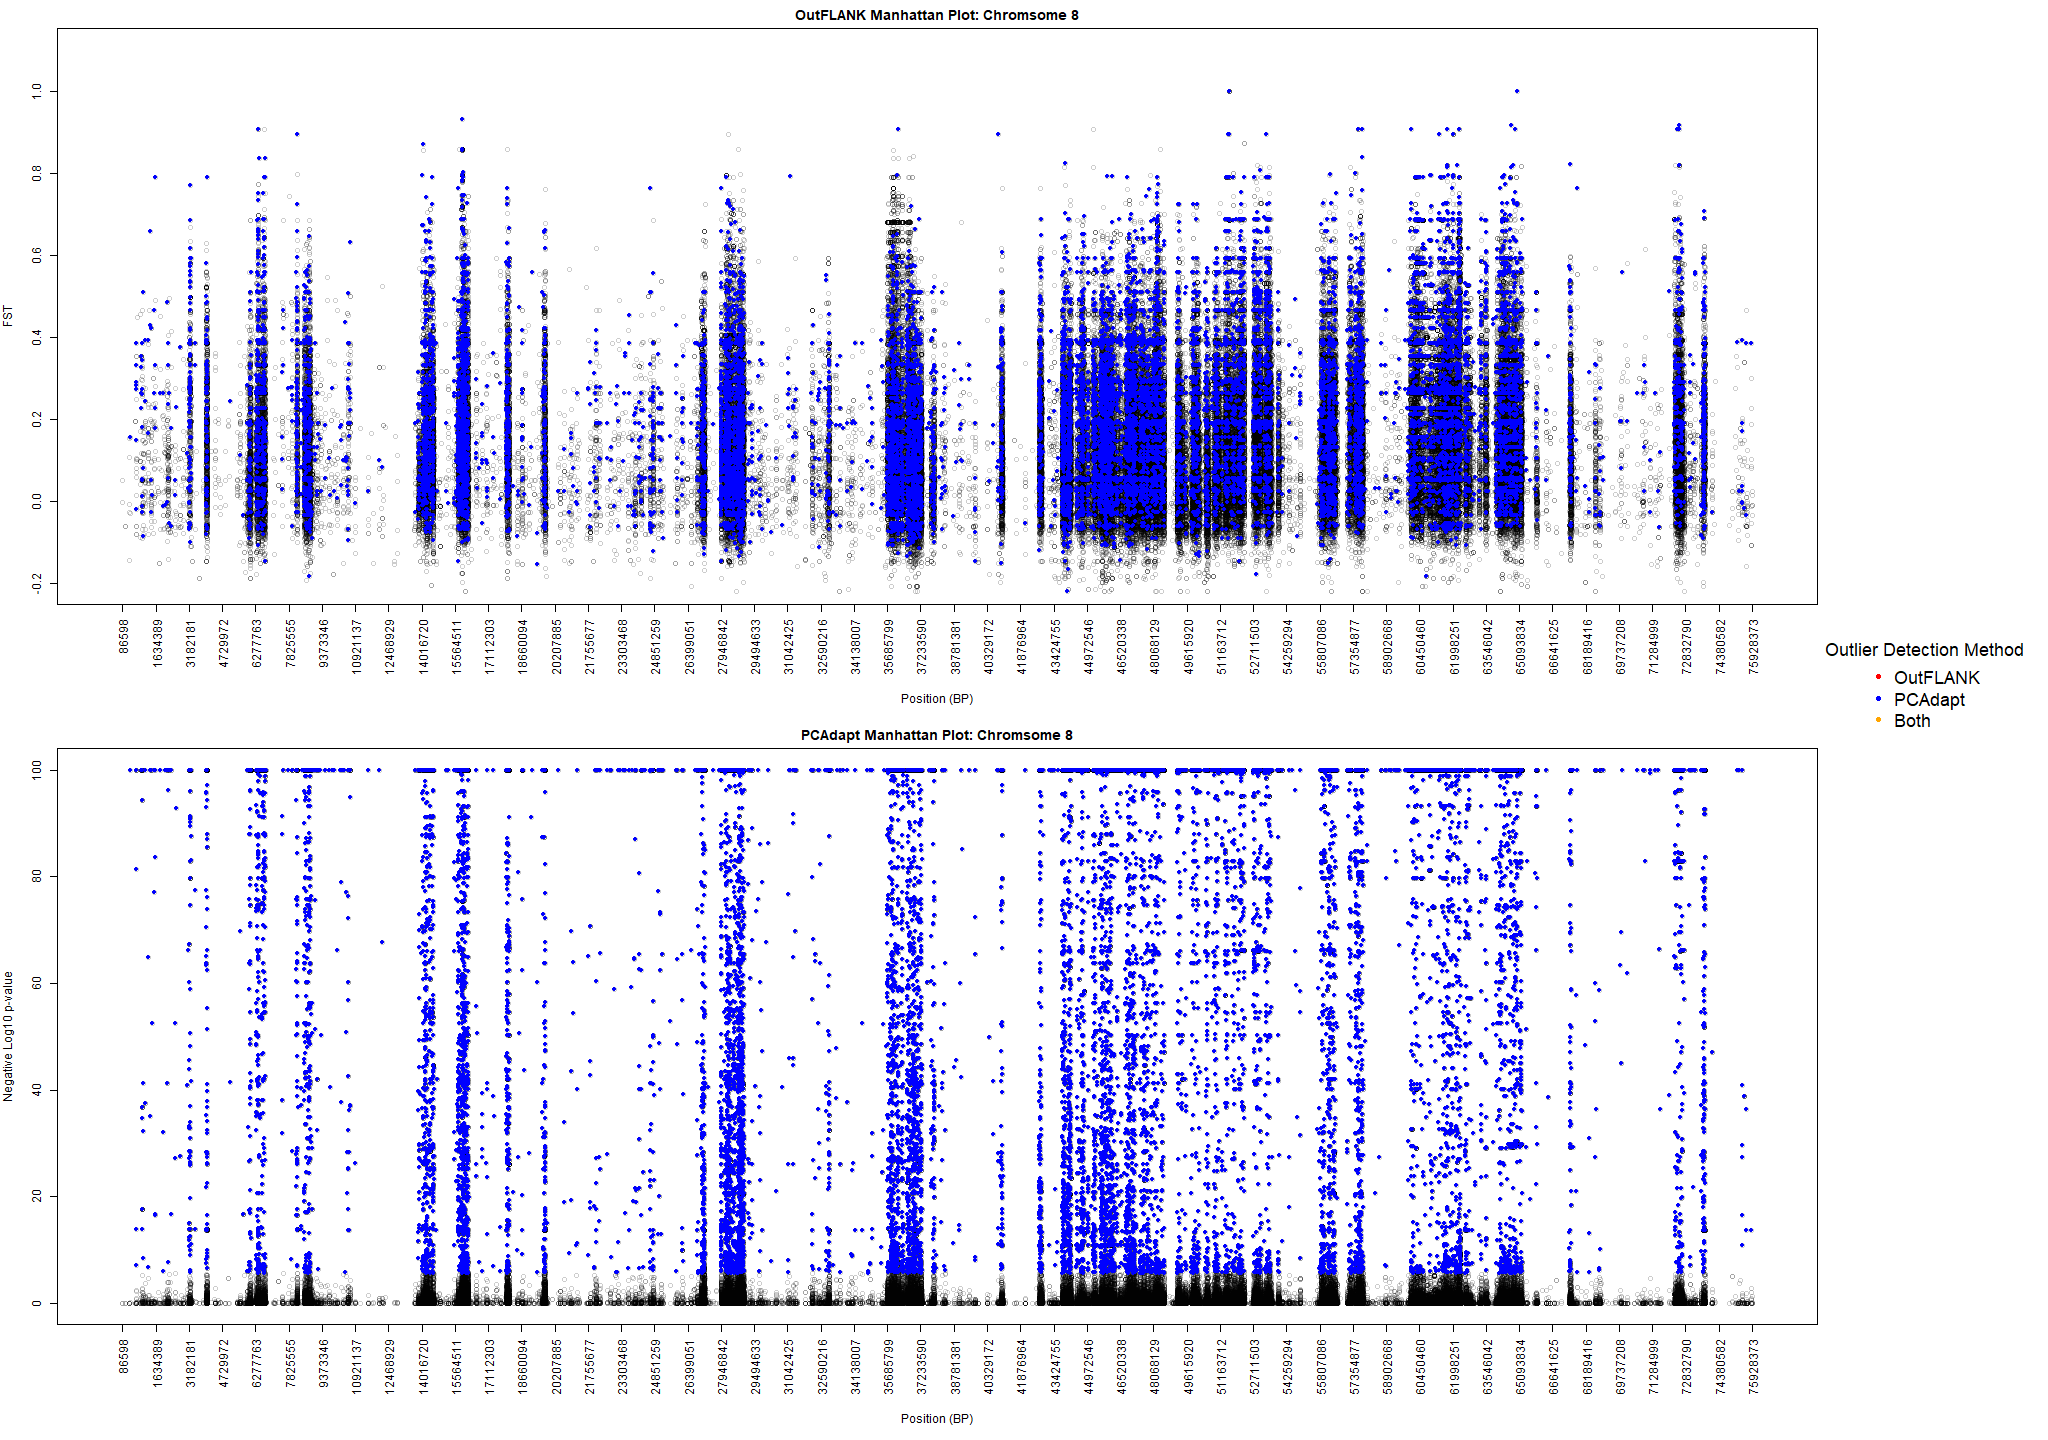 OutFLANK Manhattan Plot: Chromsome 8
FST
1.0
0.8
0.6
0.4
0.2
0.0
-0.2
86598 1634389 3182181 4729972 6277763 7825555 9373346 10921137 12468929 14016720 15564511 17112303 18660094 20207885 21755677 23303468 24851259 26399051 27946842 29494633 31042425 32590216 34138007 35685799 37233590 38781381 40329172 41876964 43424755 44972546 46520338 48068129 49615920 51163712 52711503 54259294 55807086 57354877 58902668 60450460 61998251 63546042 65093834 66641625 68189416 69737208 71284999 72832790 74380582 75928373
Position (BP)
Outlier Detection Method
OutFLANK
PCAdapt
Both
PCAdapt Manhattan Plot: Chromsome 8
Negative Log10 p-value
100
80
60
40
20
0
86598 1634389 3182181 4729972 6277763 7825555 9373346 10921137 12468929 14016720 15564511 17112303 18660094 20207885 21755677 23303468 24851259 26399051 27946842 29494633 31042425 32590216 34138007 35685799 37233590 38781381 40329172 41876964 43424755 44972546 46520338 48068129 49615920 51163712 52711503 54259294 55807086 57354877 58902668 60450460 61998251 63546042 65093834 66641625 68189416 69737208 71284999 72832790 74380582 75928373
Position (BP)